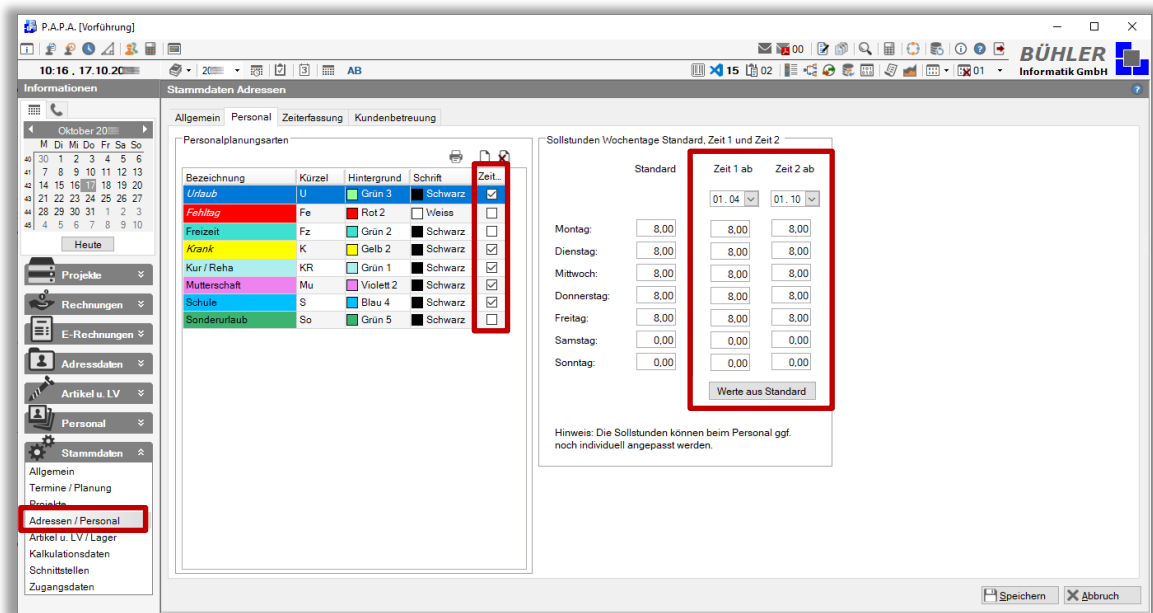 P.A.P.A. [Vorführung]
00
BÜHLER
Informatik GmbH
10:16 , 17.10.20
20
3
AB
15
02
01
Informationen
Stammdaten Adressen
Allgemein Personal Zeiterfassung Kundenbetreuung
Oktober 20
M Di Mi Do Fr Sa So
40 30 1 2 3 4 5 6
41 7 8 9 10 11 12 13
42 14 15 16 17 18 19 20
43 21 22 23 24 25 26 27
44 28 29 30 31 1 2 3
45 4 5 6 7 8 9 10
Heute
Projekte
Rechnungen
E-Rechnungen
Adressdaten
Artikel u. LV
Personal
Stammdaten
Allgemein
Termine / Planung
Projekte
Adressen / Personal
Artikel u. LV / Lager
Kalkulationsdaten
Schnittstellen
Zugangsdaten
Personalplanungsarten
Bezeichnung Kürzel Hintergrund Schrift Zeit...
Urlaub U Grün 3 Schwarz
Fehltag Fe Rot 2 Weiss
Freizeit Fz Grün 2 Schwarz
Krank K Gelb 2 Schwarz
Kur / Reha KR Grün 1 Schwarz
Mutterschaft Mu Violett 2 Schwarz
Schule S Blau 4 Schwarz
Sonderurlaub So Grün 5 Schwarz
Sollstunden Wochentage Standard, Zeit 1 und Zeit 2
Standard Zeit 1 ab Zeit 2 ab
01. 04 01. 10
Montag: 8,00 8,00 8,00
Dienstag: 8,00 8,00 8,00
Mittwoch: 8,00 8,00 8,00
Donnerstag: 8,00 8,00 8,00
Freitag: 8,00 8,00 8,00
Samstag: 0,00 0,00 0,00
Sonntag: 0,00 0,00 0,00
Werte aus Standard
Hinweis: Die Sollstunden können beim Personal ggf.
noch individuell angepasst werden.
Speichern Abbruch